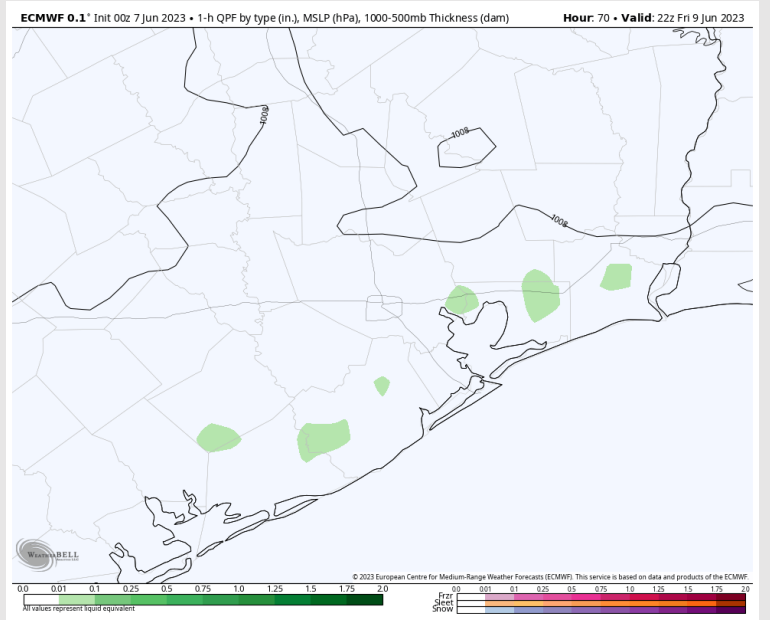 ECMWF 0.1° Init 00z 7 Jun 2023 • 1-h QPF by type (in.), MSLP (hPa), 1000-500mb Thickness (dam) Hour: 70 • Valid: 22z Fri 9 Jun 2023
1008
1008
1008
WeatherBELL
© 2023 European Centre for Medium-Range Weather Forecasts (ECMWF). This service is based on data and products of the ECMWF.
0.0 0.01 0.1 0.25 0.5 0.75 1.0 1.25 1.5 1.75 2.0
All values represent liquid equivalent
0.0 0.01 0.1 0.25 0.5 0.75 1.0 1.25 1.5 1.75 2.0
Frzr
Sleet
Snow